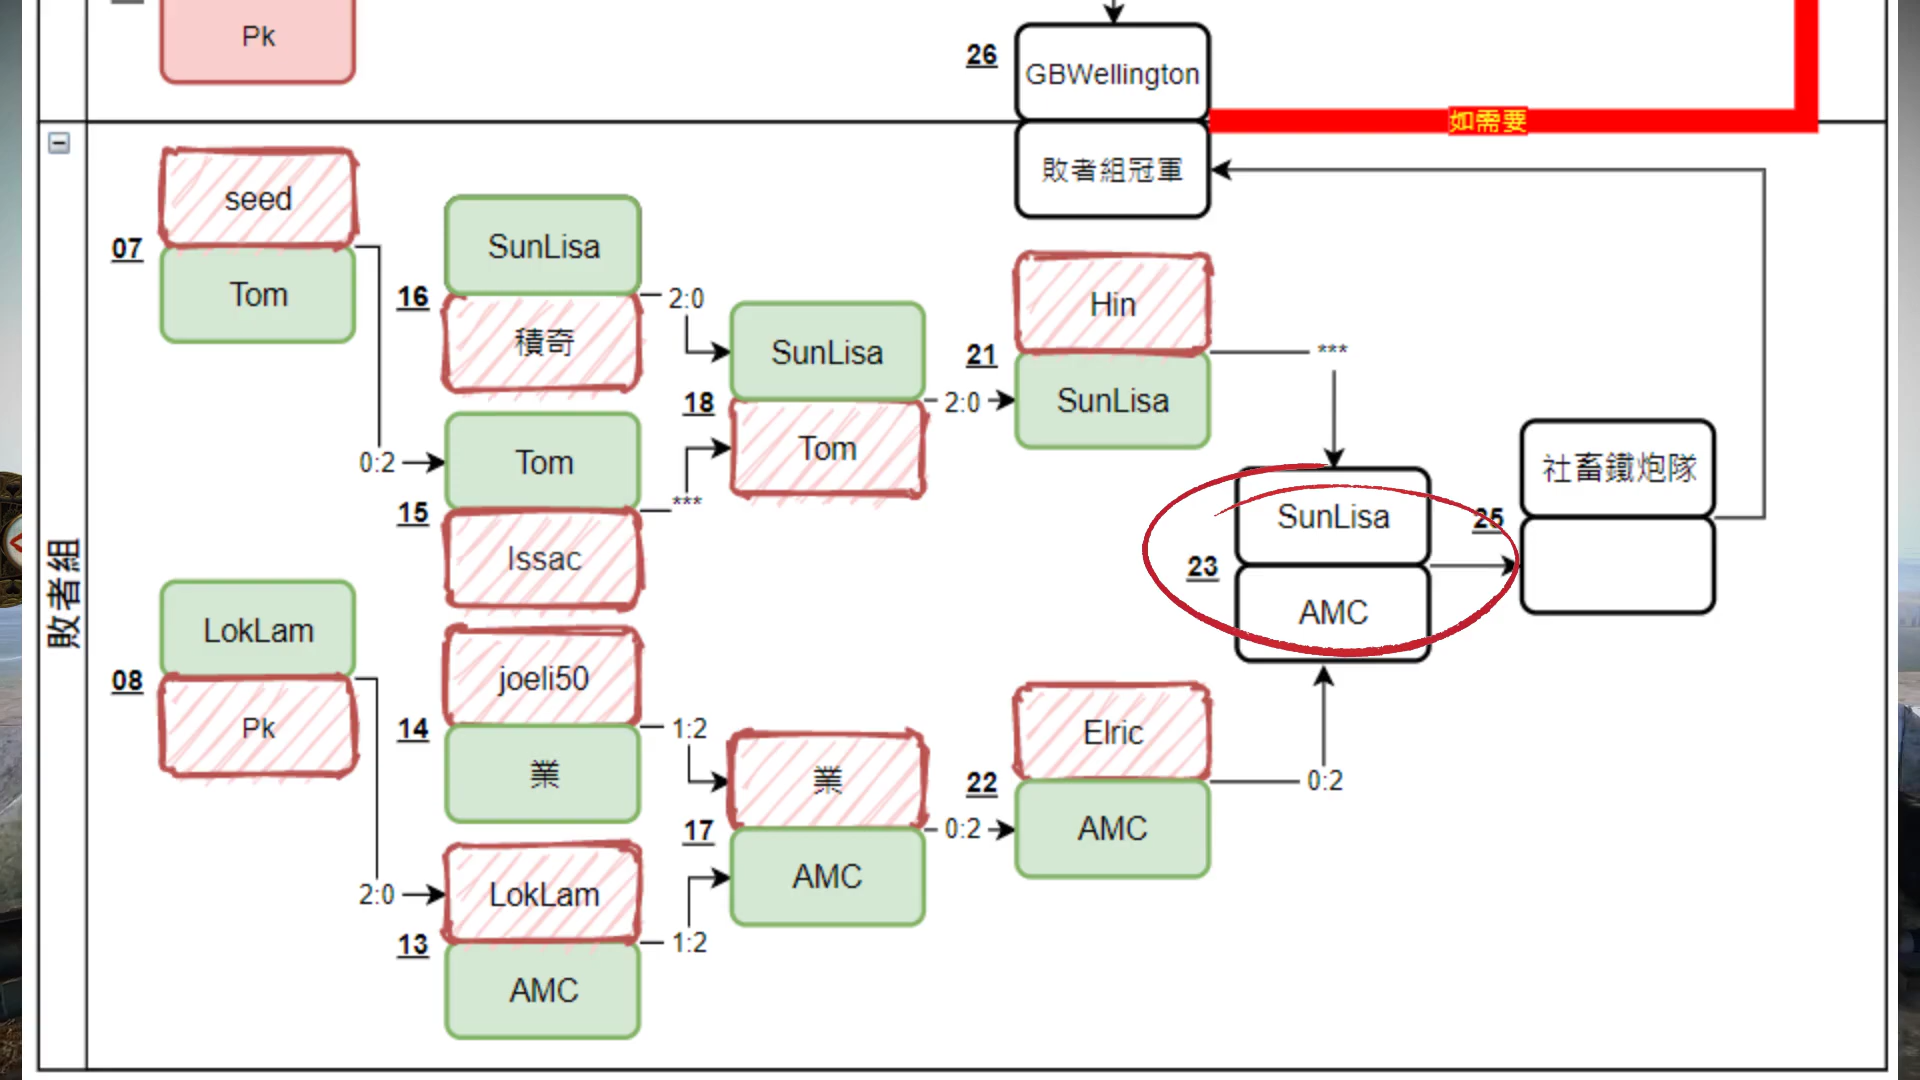 Pk
26
GBWellington
如需要
敗者組冠軍
敗者組
seed
07
Tom
0:2
LokLam
08
Pk
2:0
SunLisa
16
積奇
2:0
Tom
15
Issac
***
joeli50
14
業
1:2
LokLam
13
AMC
1:2
SunLisa
18
Tom
2:0
業
17
AMC
0:2
Hin
21
SunLisa
***
Elric
22
AMC
0:2
SunLisa
23
AMC
25
社畜鐵炮隊